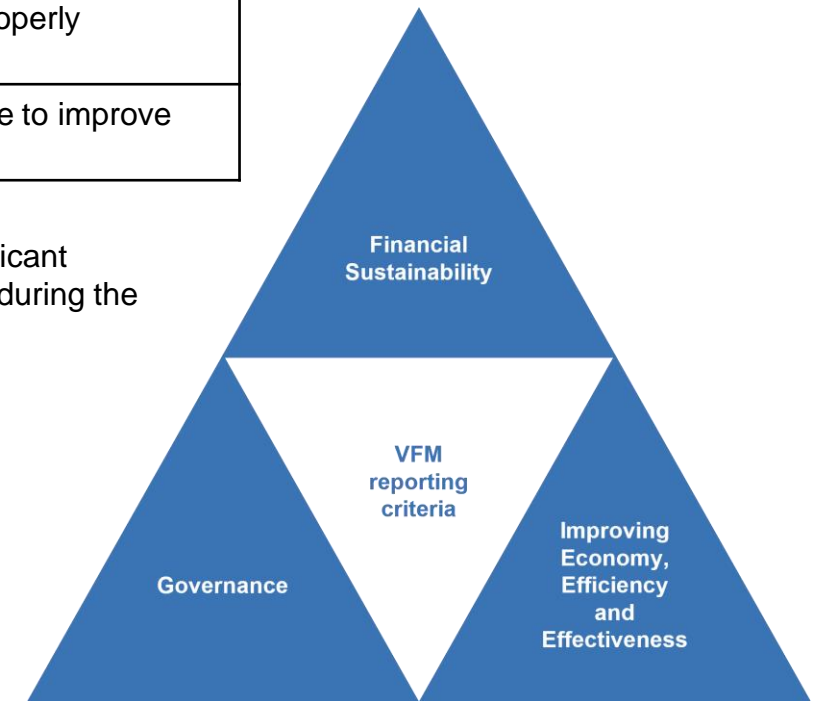 operly
e to improve
icant
during the
Financial
Sustainability
VFM
reporting
criteria
Governance
Improving
Economy,
Efficiency
and
Effectiveness